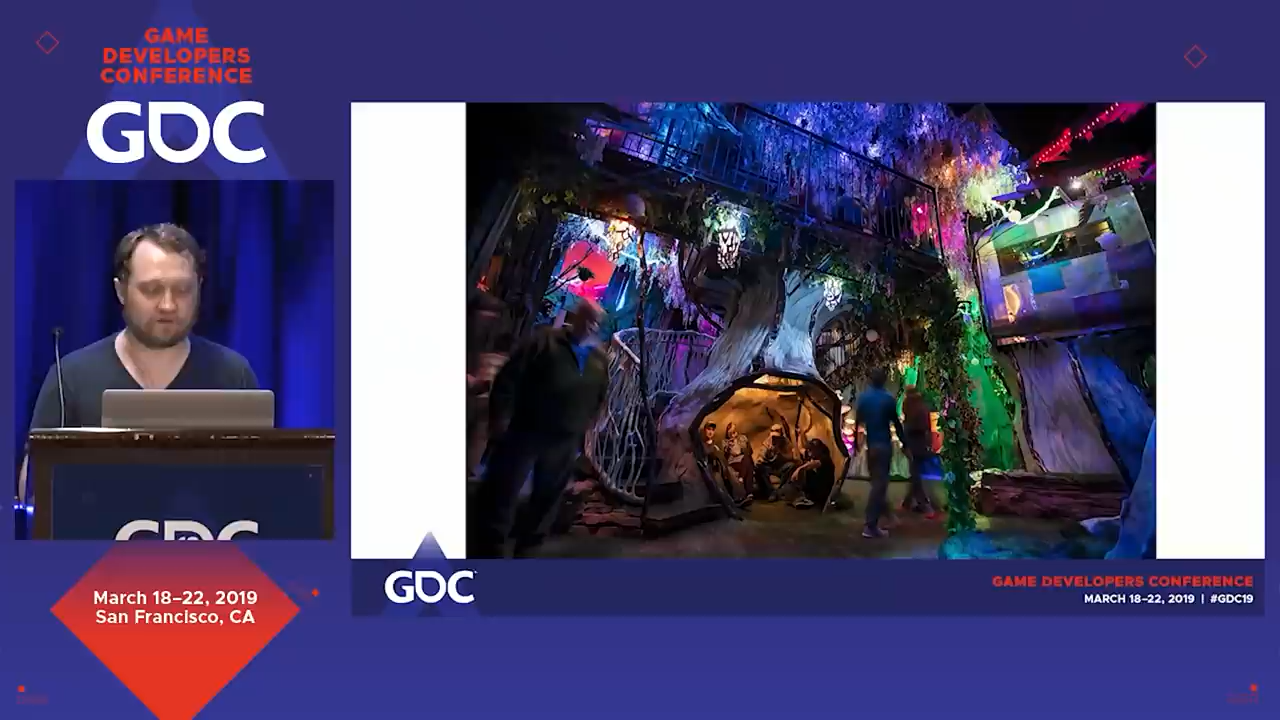 GAME
DEVELOPERS
CONFERENCE
GDC
GDC
March 18–22, 2019
San Francisco, CA
GDC
GAME DEVELOPERS CONFERENCE
MARCH 18–22, 2019 | #GDC19